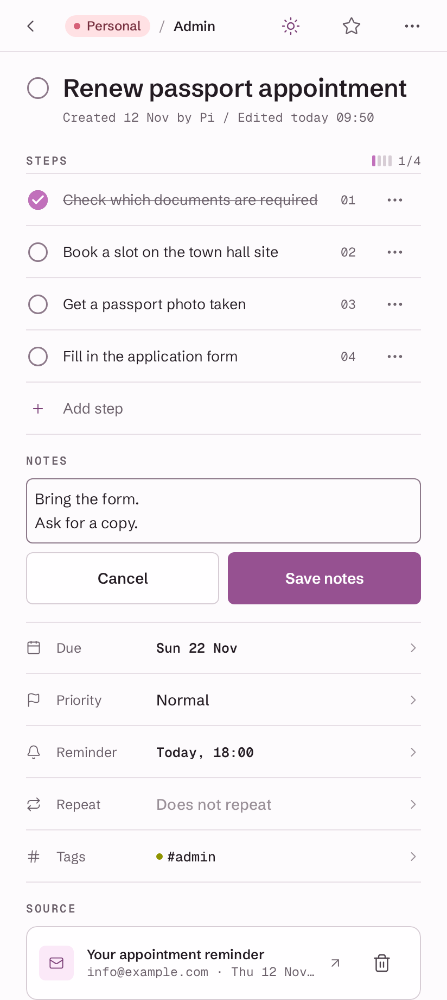 Personal / Admin
Renew passport appointment
Created 12 Nov by Pi / Edited today 09:50
STEPS 1/4
Check which documents are required 01
Book a slot on the town hall site 02
Get a passport photo taken 03
Fill in the application form 04
+ Add step
NOTES
Bring the form.
Ask for a copy.
Cancel Save notes
Due Sun 22 Nov
Priority Normal
Reminder Today, 18:00
Repeat Does not repeat
Tags #admin
SOURCE
Your appointment reminder
info@example.com · Thu 12 Nov…